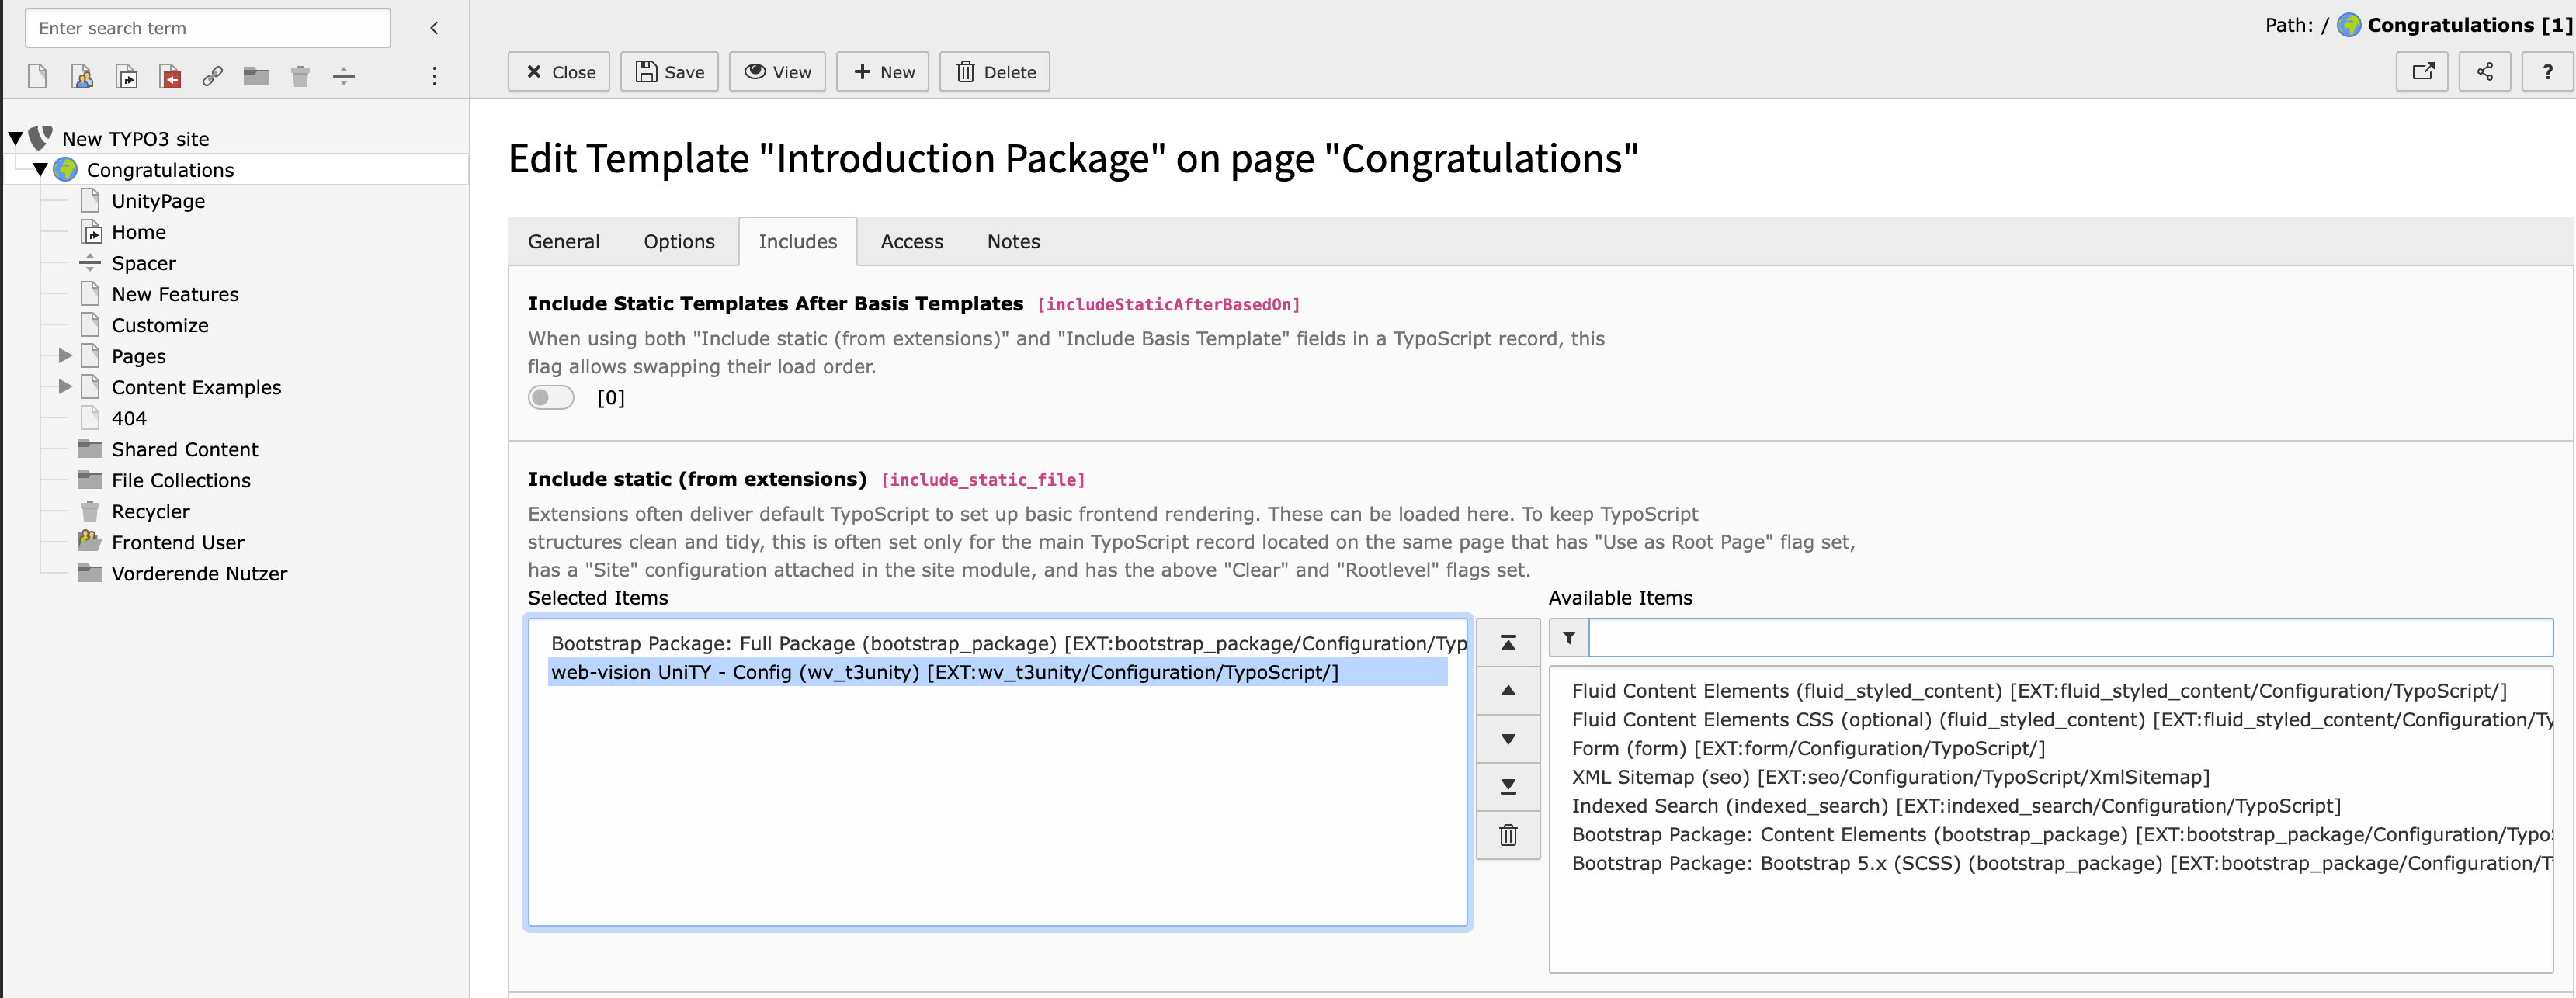 Enter search term
Path: / Congratulations [1]
Close
Save
View
New
Delete
?
New TYPO3 site
Congratulations
UnityPage
Home
Spacer
New Features
Customize
Pages
Content Examples
404
Shared Content
File Collections
Recycler
Frontend User
Vorderende Nutzer
Edit Template "Introduction Package" on page "Congratulations"
General Options Includes Access Notes
Include Static Templates After Basis Templates [includeStaticAfterBasedOn]
When using both "Include static (from extensions)" and "Include Basis Template" fields in a TypoScript record, this
flag allows swapping their load order.
[0]
Include static (from extensions) [include_static_file]
Extensions often deliver default TypoScript to set up basic frontend rendering. These can be loaded here. To keep TypoScript
structures clean and tidy, this is often set only for the main TypoScript record located on the same page that has "Use as Root Page" flag set,
has a "Site" configuration attached in the site module, and has the above "Clear" and "Rootlevel" flags set.
Selected Items
Bootstrap Package: Full Package (bootstrap_package) [EXT:bootstrap_package/Configuration/Typ
web-vision UniTY - Config (wv_t3unity) [EXT:wv_t3unity/Configuration/TypoScript/]
Available Items
Fluid Content Elements (fluid_styled_content) [EXT:fluid_styled_content/Configuration/TypoScript/]
Fluid Content Elements CSS (optional) (fluid_styled_content) [EXT:fluid_styled_content/Configuration/Ty
Form (form) [EXT:form/Configuration/TypoScript/]
XML Sitemap (seo) [EXT:seo/Configuration/TypoScript/XmlSitemap]
Indexed Search (indexed_search) [EXT:indexed_search/Configuration/TypoScript]
Bootstrap Package: Content Elements (bootstrap_package) [EXT:bootstrap_package/Configuration/Typo
Bootstrap Package: Bootstrap 5.x (SCSS) (bootstrap_package) [EXT:bootstrap_package/Configuration/T